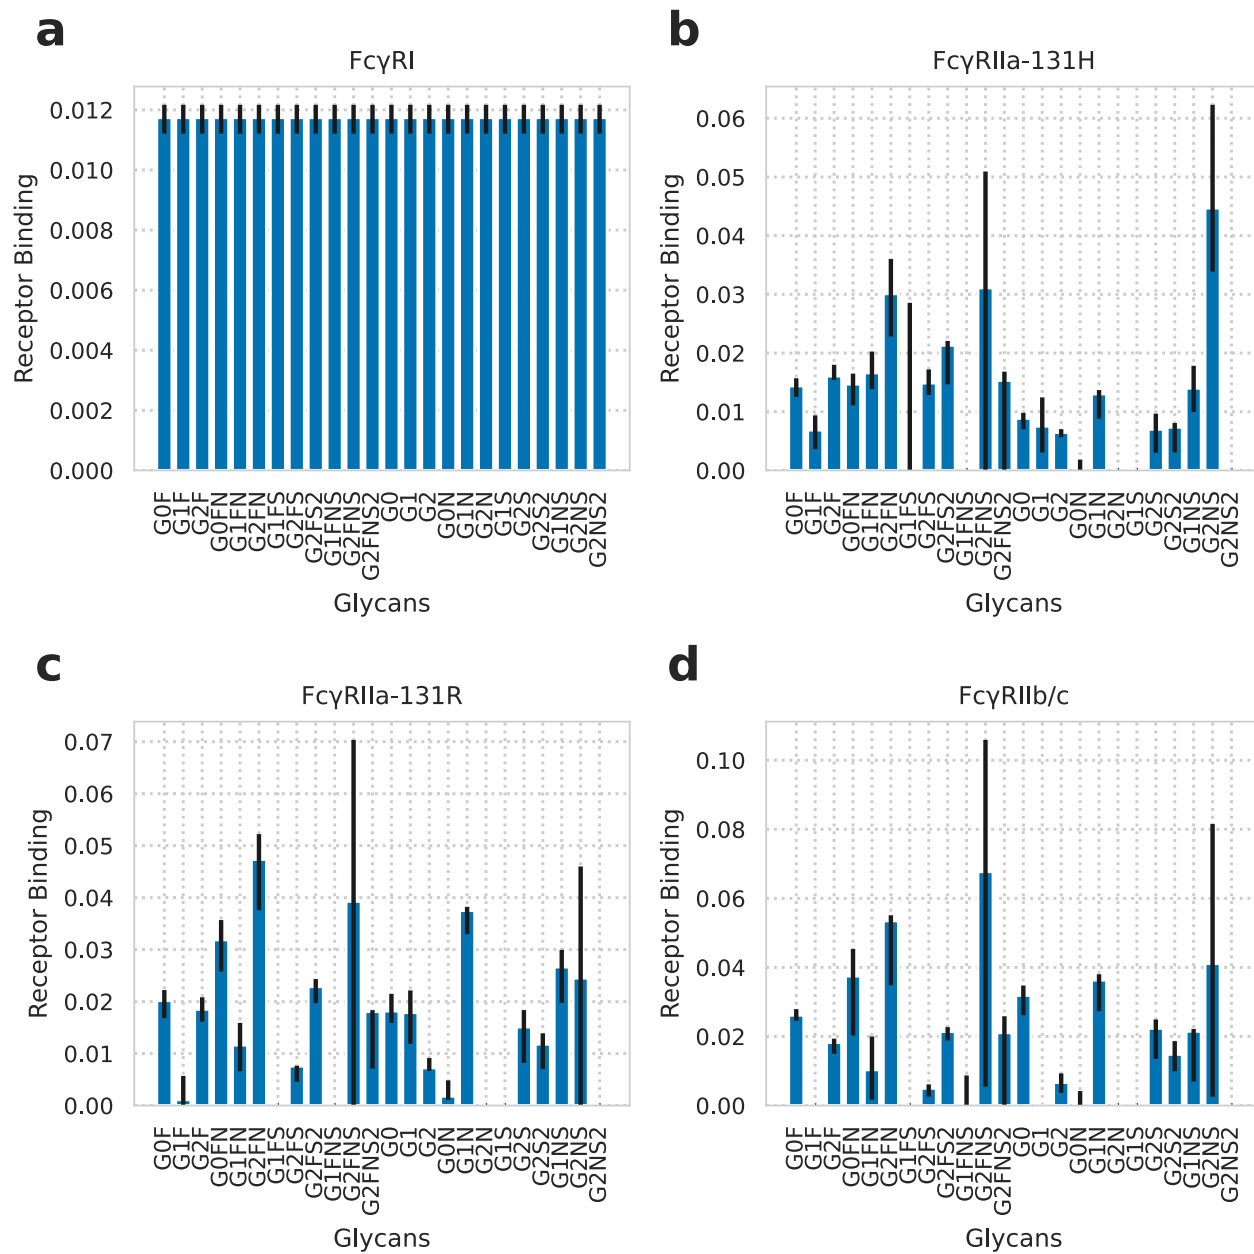 a
FcγRI
0.012
0.010
0.008
0.006
0.004
0.002
0.000
Receptor Binding
G0F
G1F
G2F
G0FN
G1FN
G2FN
G1FS
G2FS
G2FS2
G1FNS
G2FNS
G2FNS2
G0
G1
G2
G0N
G1N
G2N
G1S
G2S
G2S2
G1NS
G2NS
G2NS2
Glycans
b
FcγRIIa-131H
0.06
0.05
0.04
0.03
0.02
0.01
0.00
Receptor Binding
G0F
G1F
G2F
G0FN
G1FN
G2FN
G1FS
G2FS
G2FS2
G1FNS
G2FNS
G2FNS2
G0
G1
G2
G0N
G1N
G2N
G1S
G2S
G2S2
G1NS
G2NS
G2NS2
Glycans
c
FcγRIIa-131R
0.07
0.06
0.05
0.04
0.03
0.02
0.01
0.00
Receptor Binding
G0F
G1F
G2F
G0FN
G1FN
G2FN
G1FS
G2FS
G2FS2
G1FNS
G2FNS
G2FNS2
G0
G1
G2
G0N
G1N
G2N
G1S
G2S
G2S2
G1NS
G2NS
G2NS2
Glycans
d
FcγRIIb/c
0.10
0.08
0.06
0.04
0.02
0.00
Receptor Binding
G0F
G1F
G2F
G0FN
G1FN
G2FN
G1FS
G2FS
G2FS2
G1FNS
G2FNS
G2FNS2
G0
G1
G2
G0N
G1N
G2N
G1S
G2S
G2S2
G1NS
G2NS
G2NS2
Glycans